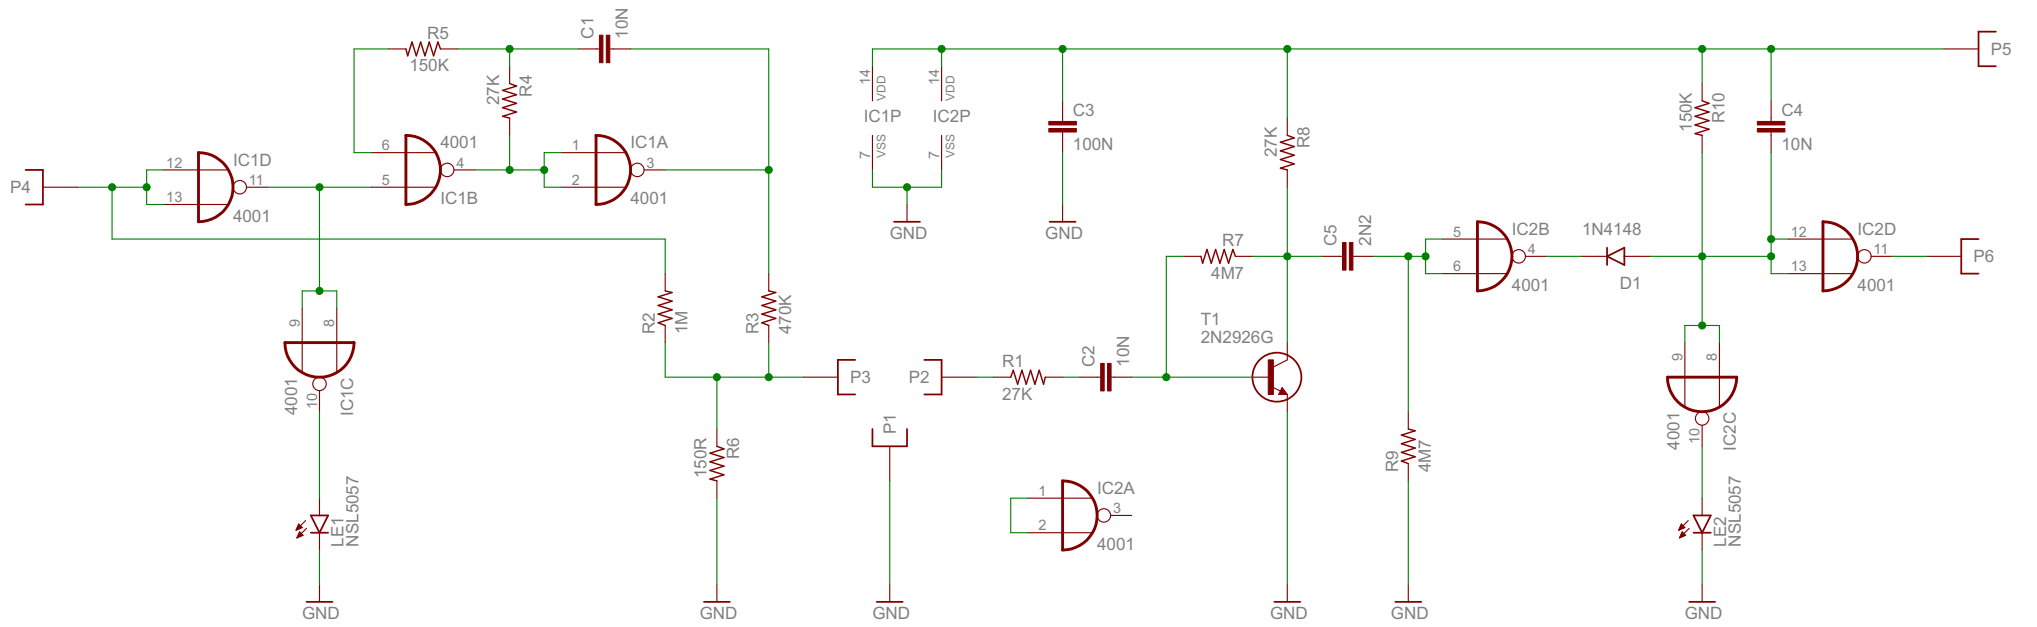 R5
150K
C1
10N
27K
R4
P4
12
13
IC1D
11
4001
6
5
4001
4
IC1B
1
2
IC1A
3
4001
9
8
4001
10
IC1C
LE1
NSL5057
GND
R2
1M
R3
470K
150R
R6
GND
P3
P2
P1
GND
14
VDD
IC1P
7
VSS
14
VDD
IC2P
7
VSS
GND
C3
100N
GND
R1
27K
C2
10N
1
2
IC2A
3
4001
27K
R8
R7
4M7
T1
2N2926G
GND
C5
2N2
R9
4M7
GND
5
6
IC2B
4
4001
1N4148
D1
150K
R10
C4
10N
P5
12
13
IC2D
11
4001
P6
9
8
4001
10
IC2C
LE2
NSL5057
GND